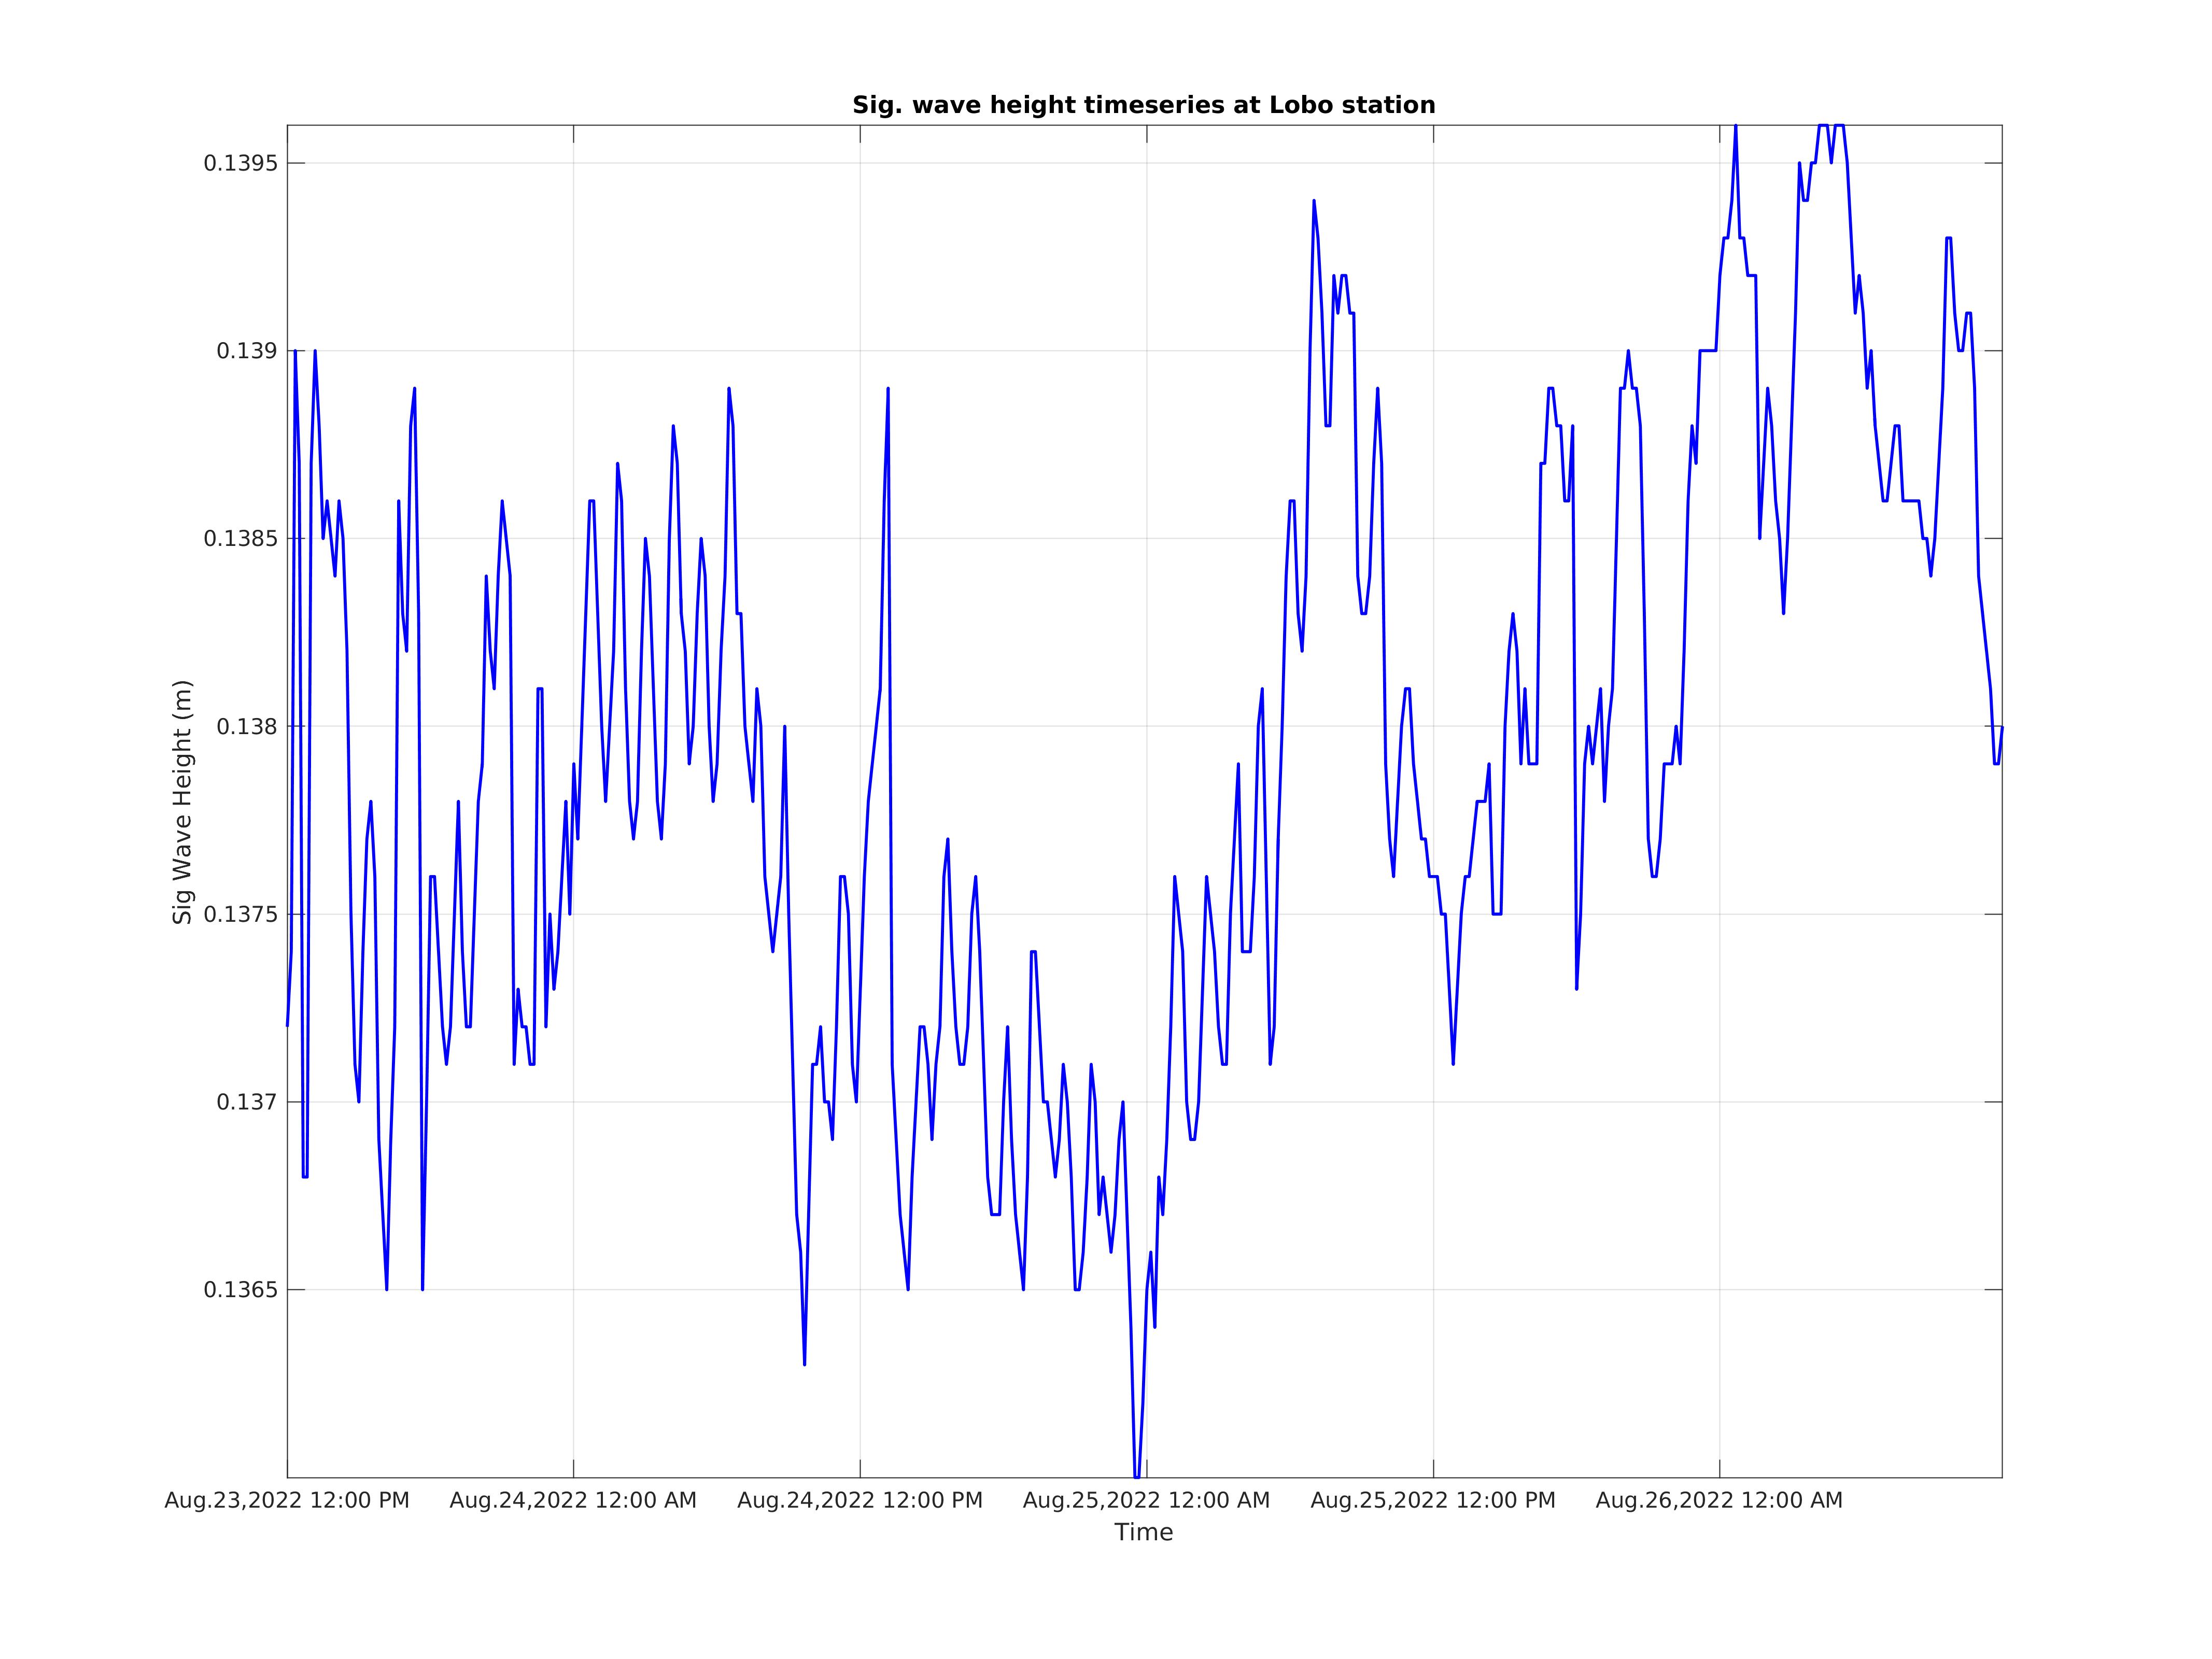 Sig. wave height timeseries at Lobo station
0.1395
0.139
0.1385
0.138
0.1375
0.137
0.1365
Sig Wave Height (m)
Aug.23,2022 12:00 PM Aug.24,2022 12:00 AM Aug.24,2022 12:00 PM Aug.25,2022 12:00 AM Aug.25,2022 12:00 PM Aug.26,2022 12:00 AM
Time